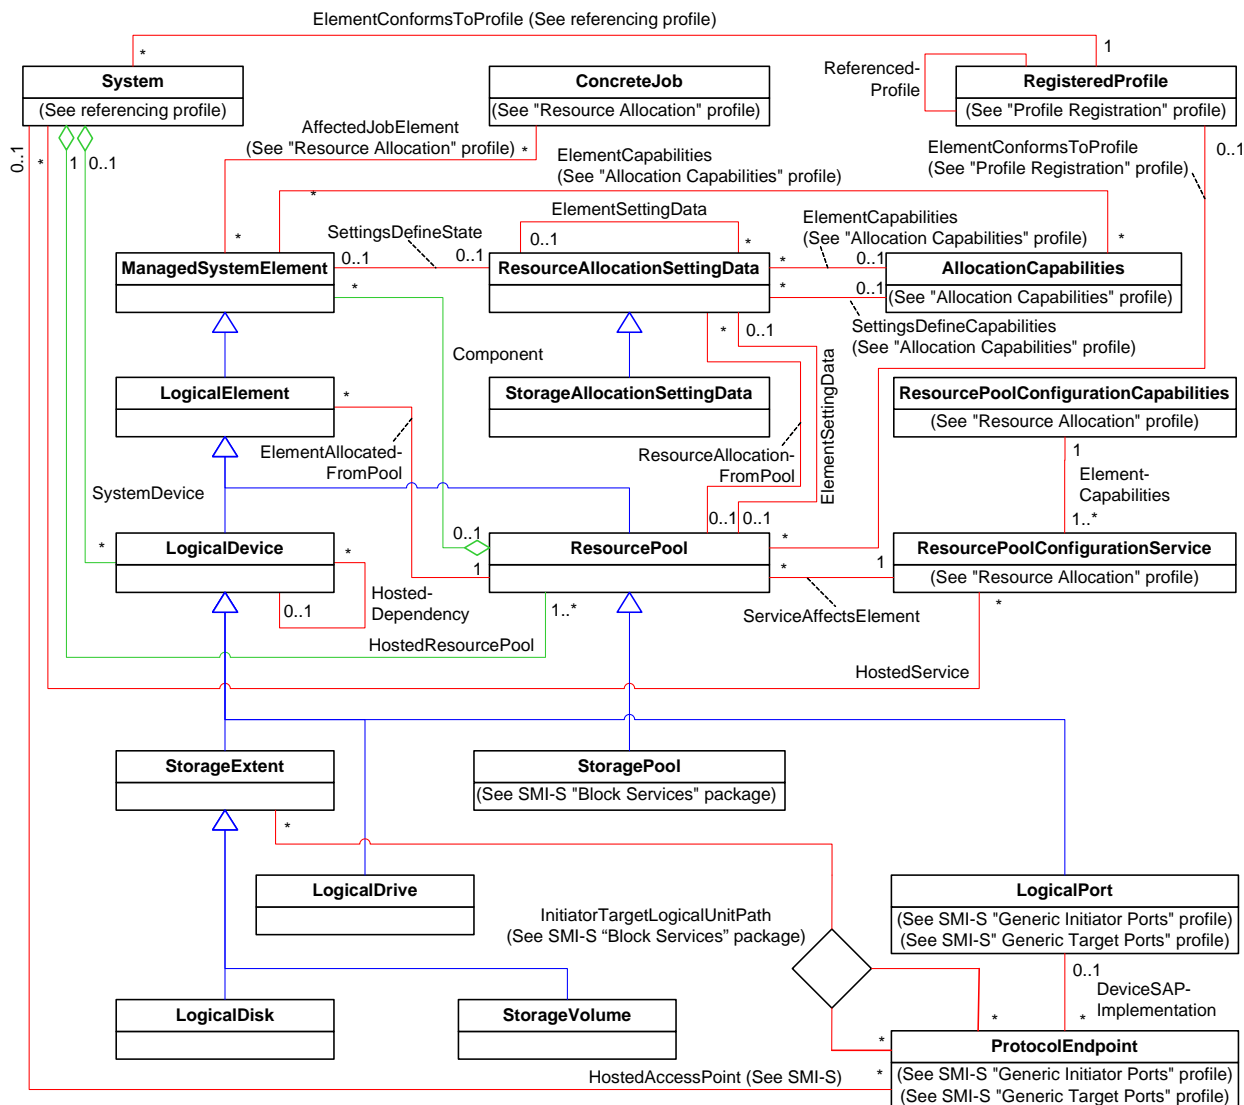 ElementConformsToProfile (See referencing profile)
*
1
System
(See referencing profile)
ConcreteJob
(See "Resource Allocation" profile)
Referenced-
Profile
RegisteredProfile
(See "Profile Registration" profile)
0..1
*
1
0..1
AffectedJobElement
(See "Resource Allocation" profile)
*
ElementCapabilities
(See "Allocation Capabilities" profile)
ElementConformsToProfile
(See "Profile Registration" profile)
0..1
*
*
*
*
SettingsDefineState
0..1
0..1
ElementSettingData
0..1
*
ElementCapabilities
(See "Allocation Capabilities" profile)
*
0..1
ManagedSystemElement
ResourceAllocationSettingData
AllocationCapabilities
(See "Allocation Capabilities" profile)
*
0..1
*
*
0..1
SettingsDefineCapabilities
(See "Allocation Capabilities" profile)
Component
LogicalElement
*
StorageAllocationSettingData
ElementSettingData
ResourcePoolConfigurationCapabilities
(See "Resource Allocation" profile)
ElementAllocated-
FromPool
ResourceAllocation-
FromPool
1
Element-
Capabilities
1..*
SystemDevice
0..1
0..1
0..1
*
LogicalDevice
*
*
ResourcePool
1
*
1
ResourcePoolConfigurationService
(See "Resource Allocation" profile)
0..1
Hosted-
Dependency
1..*
ServiceAffectsElement
*
HostedResourcePool
HostedService
StorageExtent
StoragePool
(See SMI-S "Block Services" package)
*
LogicalDrive
LogicalPort
(See SMI-S "Generic Initiator Ports" profile)
(See SMI-S" Generic Target Ports" profile)
InitiatorTargetLogicalUnitPath
(See SMI-S “Block Services” package)
0..1
DeviceSAP-
Implementation
*
*
LogicalDisk
StorageVolume
*
ProtocolEndpoint
(See SMI-S "Generic Initiator Ports" profile)
(See SMI-S "Generic Target Ports" profile)
HostedAccessPoint (See SMI-S)
*